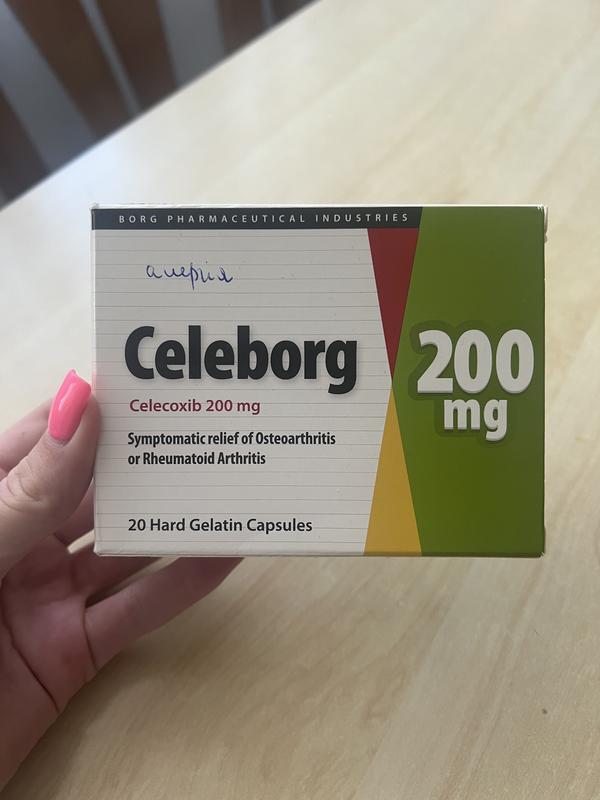 BORG PHARMACEUTICAL INDUSTRIES
Celeborg
Celecoxib 200 mg
Symptomatic relief of Osteoarthritis
or Rheumatoid Arthritis
20 Hard Gelatin Capsules
200
mg